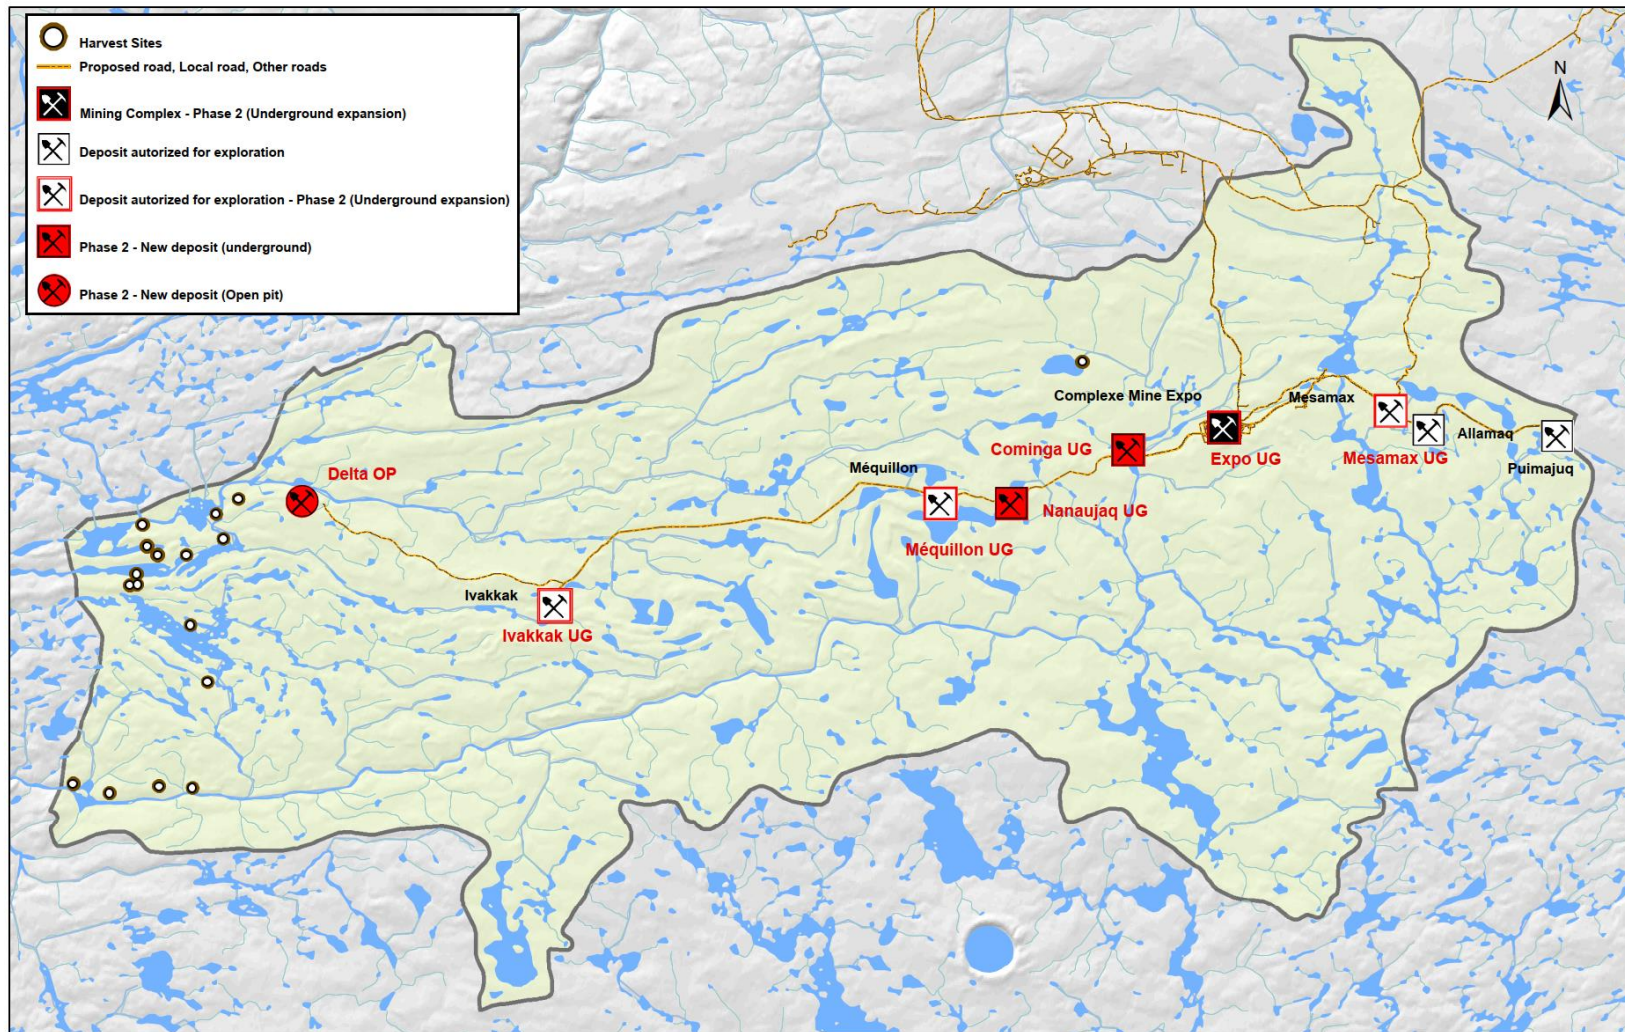 Harvest Sites
Proposed road, Local road, Other roads
Mining Complex - Phase 2 (Underground expansion)
Deposit autorized for exploration
Deposit autorized for exploration - Phase 2 (Underground expansion)
Phase 2 - New deposit (underground)
Phase 2 - New deposit (Open pit)
N
Complexe Mine Expo
Mesamax
Cominga UG
Expo UG
Allamaq
Mesamax UG
Puimajuq
Méquillon
Delta OP
Nanaujaq UG
Méquillon UG
Ivakkak
Ivakkak UG